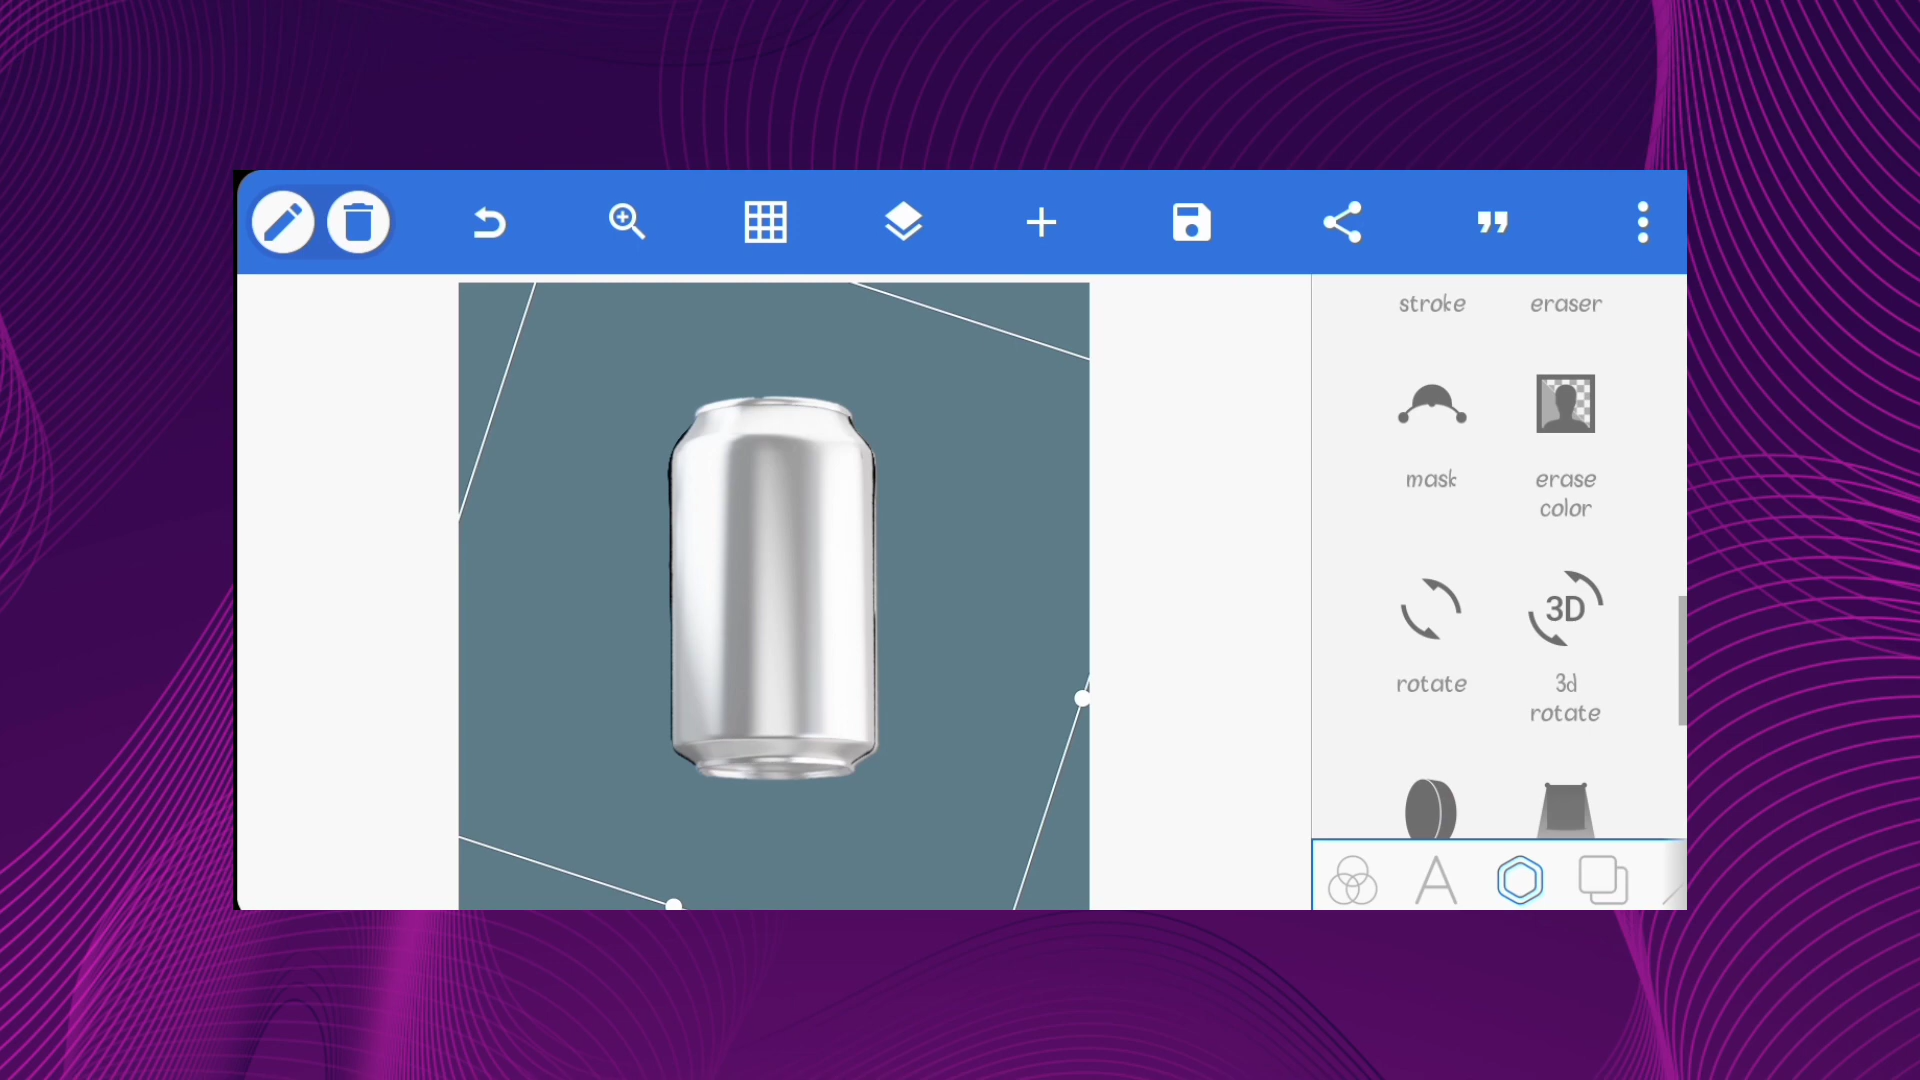 stroke
eraser
mask
erase
color
rotate
3D
3d
rotate